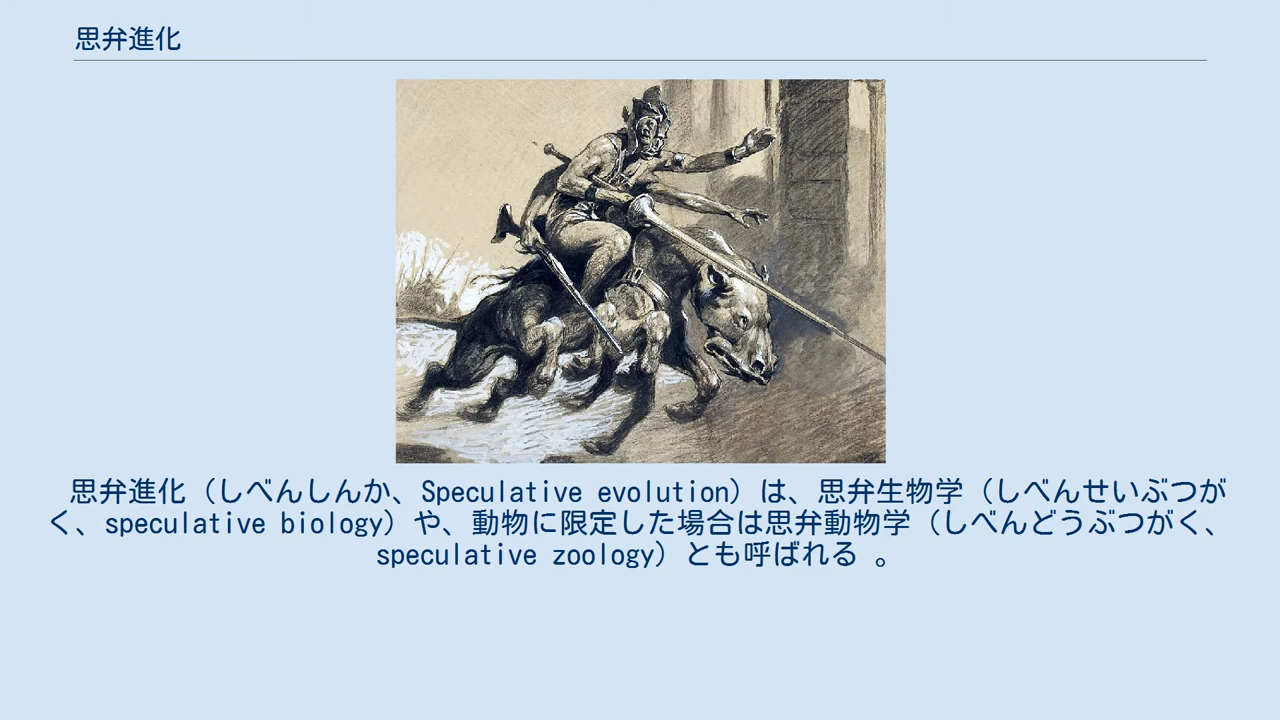 思弁進化
思弁進化（しべんしんか、Speculative evolution）は、思弁生物学（しべんせいぶつが
く、speculative biology）や、動物に限定した場合は思弁動物学（しべんどうぶつがく、
speculative zoology）とも呼ばれる 。